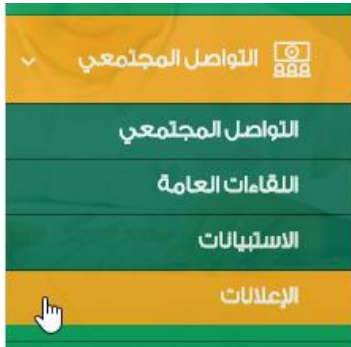 التواصل المجتمعي
التواصل المجتمعي
اللقاءات العامة
الاستبيانات
الإعلانات